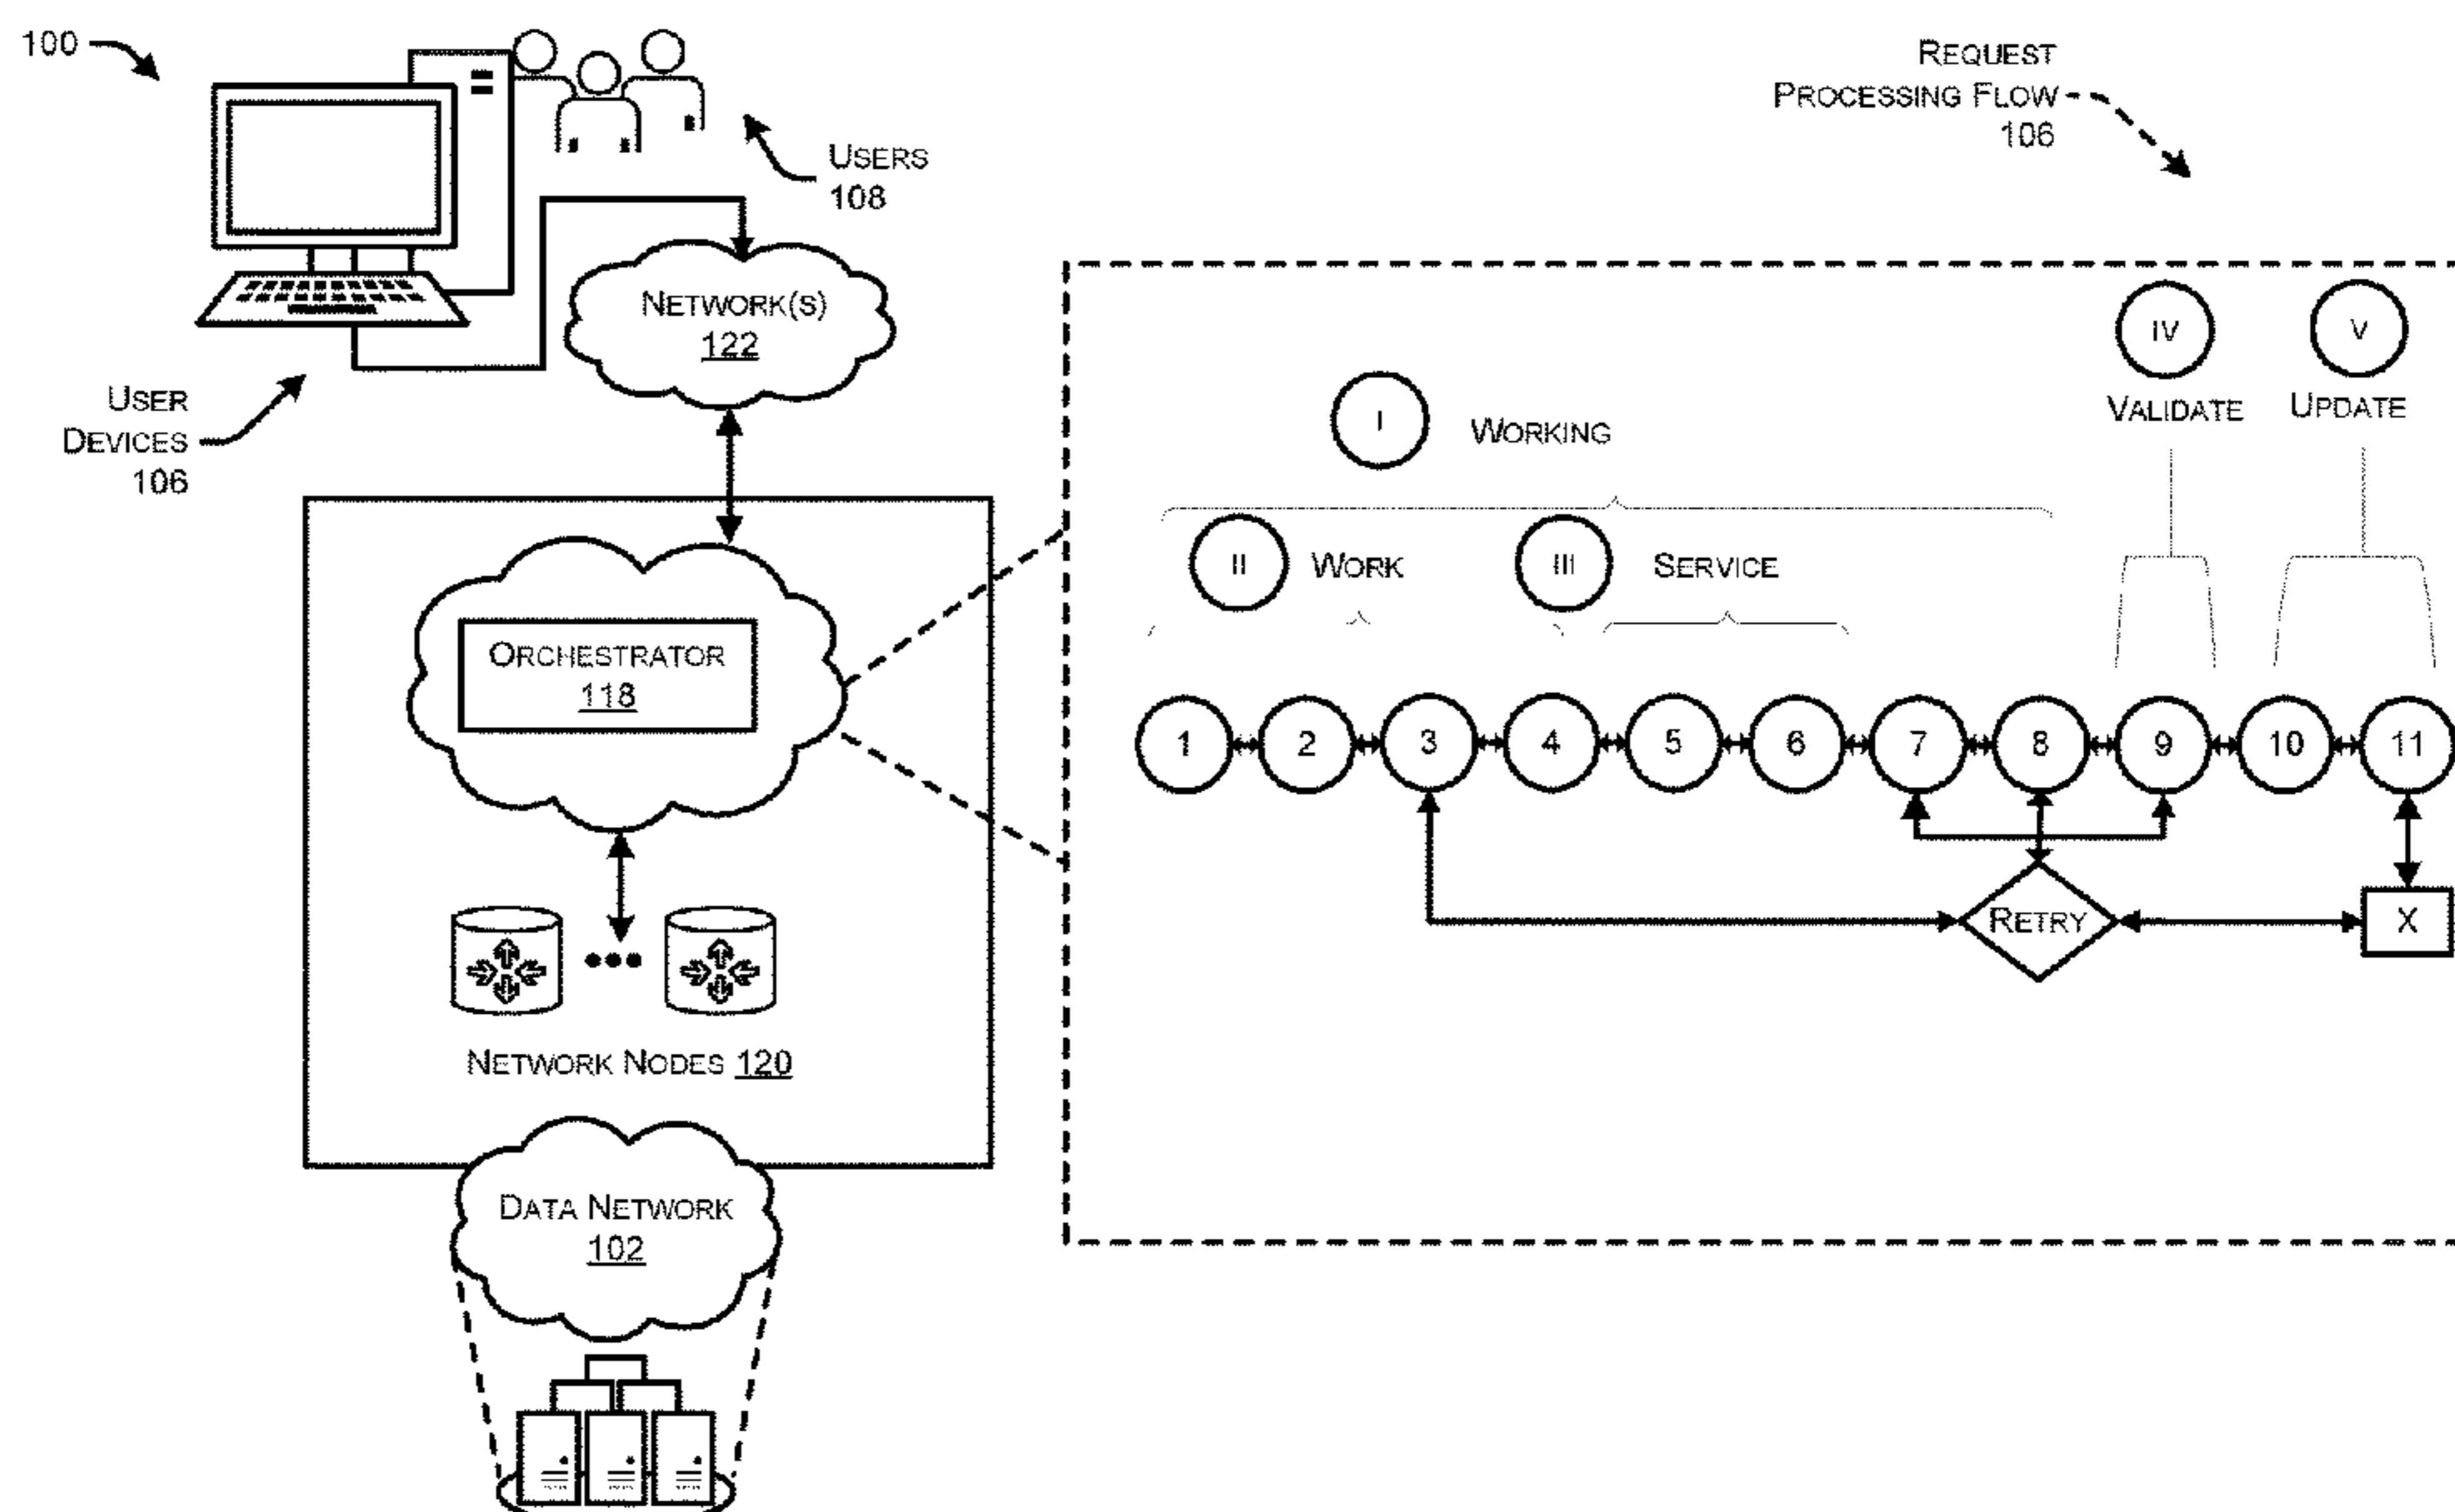 100
REQUEST
PROCESSING FLOW
106
USERS
108
NETWORK(S)
122
USER
DEVICES
106
IV
V
VALIDATE
UPDATE
I
WORKING
II
WORK
III
SERVICE
ORCHESTRATOR
118
1
2
3
4
5
6
7
8
9
10
11
RETRY
X
NETWORK NODES 120
DATA NETWORK
102